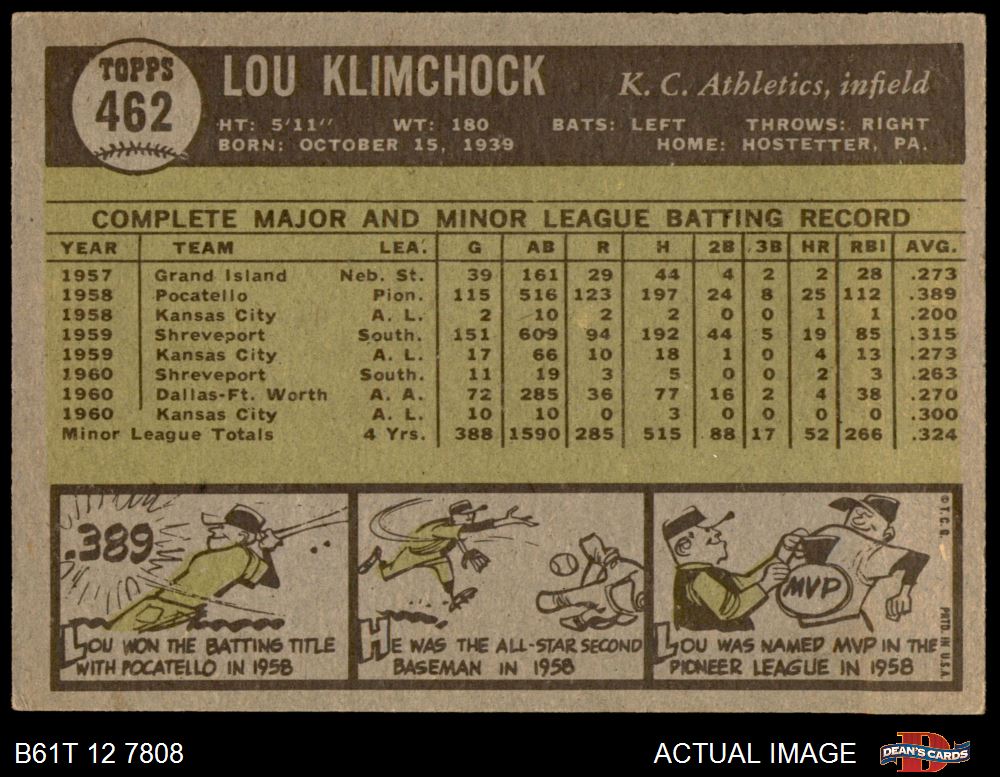 TOPPS
462
LOU KLIMCHOCK
K. C. Athletics, infield
HT: 5'11" WT: 180 BATS: LEFT THROWS: RIGHT
BORN: OCTOBER 15, 1939 HOME: HOSTETTER, PA.
COMPLETE MAJOR AND MINOR LEAGUE BATTING RECORD
YEAR TEAM LEA. G AB R H 2B 3B HR RBI AVG.
1957 Grand Island Neb. St. 39 161 29 44 4 2 2 28 .273
1958 Pocatello Pion. 115 516 123 197 24 8 25 112 .389
1958 Kansas City A. L. 2 10 2 2 0 0 1 1 .200
1959 Shreveport South. 151 609 94 192 44 5 19 85 .315
1959 Kansas City A. L. 17 66 10 18 1 0 4 13 .273
1960 Shreveport South. 11 19 3 5 0 0 2 3 .263
1960 Dallas-Ft. Worth A. A. 72 285 36 77 16 2 4 38 .270
1960 Kansas City A. L. 10 10 0 3 0 0 0 0 .300
Minor League Totals 4 Yrs. 388 1590 285 515 88 17 52 266 .324
.389
LOU WON THE BATTING TITLE
WITH POCATELLO IN 1958
HE WAS THE ALL-STAR SECOND
BASEMAN IN 1958
MVP
LOU WAS NAMED MVP IN THE
PIONEER LEAGUE IN 1958
© T.C.G.
PRTD. IN U.S.A.
B61T 12 7808
ACTUAL IMAGE
DEAN'S CARDS